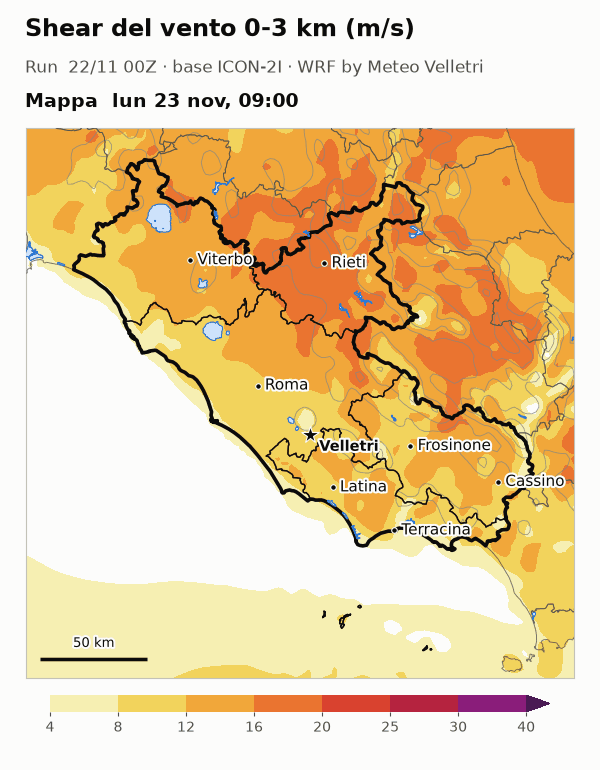 Shear del vento 0-3 km (m/s)
Run  22/11 00Z · base ICON-2I · WRF by Meteo Velletri
Mappa  lun 23 nov, 09:00
Viterbo
Rieti
Roma
Velletri
Frosinone
Latina
Cassino
Terracina
50 km
4 8 12 16 20 25 30 40